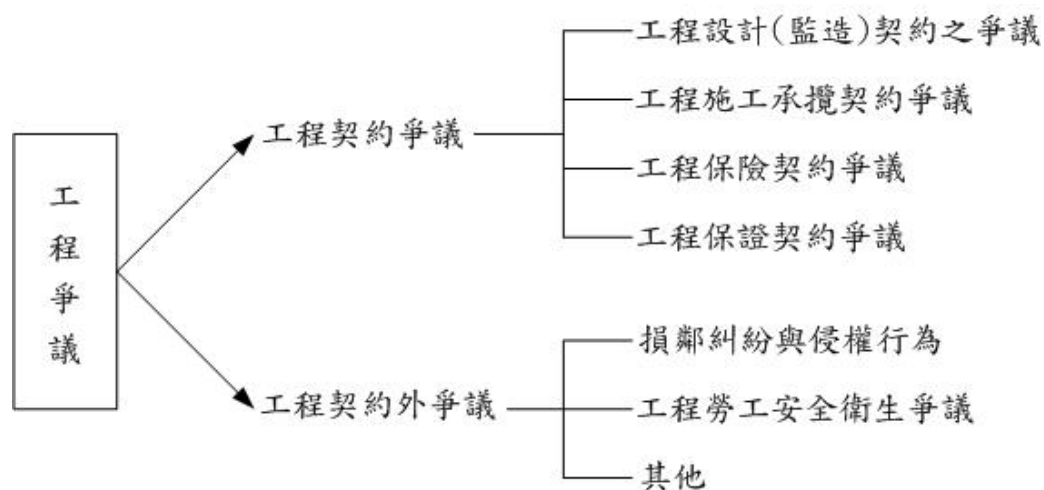 工程爭議
工程契約爭議
工程設計(監造)契約之爭議
工程施工承攬契約爭議
工程保險契約爭議
工程保證契約爭議
工程契約外爭議
損鄰糾紛與侵權行為
工程勞工安全衛生爭議
其他